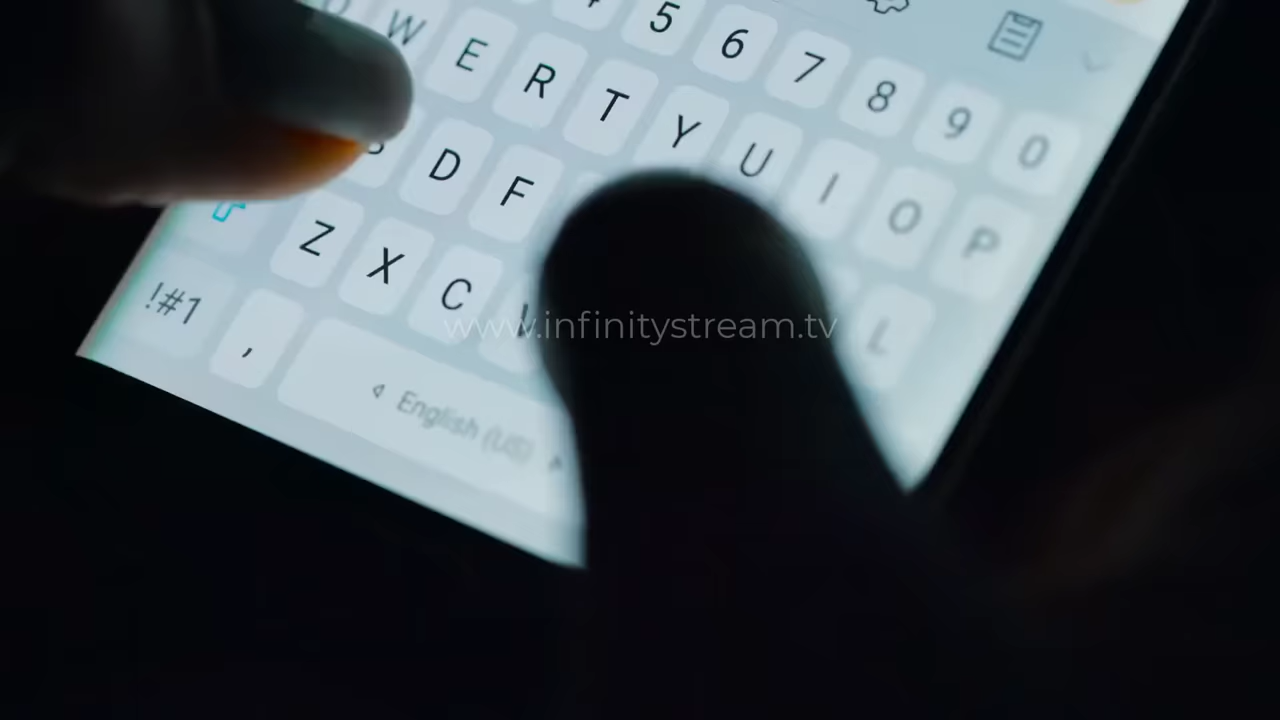 5 6 7 8 9 0
W E R T Y U I O P
S D F L
Z X C V
!#1 , English (US)
www.infinitystream.tv